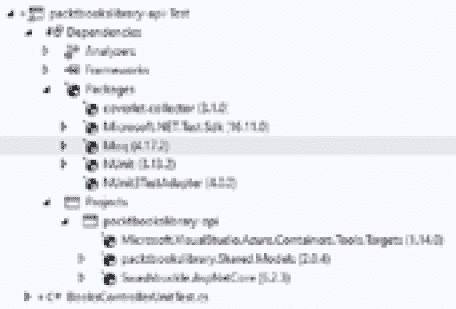 packtbookslibrary-api-Test
Dependencies
Analyzers
Frameworks
Packages
coverlet.collector (3.1.0)
Microsoft.NET.Test.Sdk (16.11.0)
Moq (4.17.2)
NUnit (3.13.2)
NUnit3TestAdapter (4.0.0)
Projects
packtbookslibrary-api
Microsoft.VisualStudio.Azure.Containers.Tools.Targets (1.14.0)
packtbookslibrary.Shared.Models (2.0.4)
Swashbuckle.AspNetCore (6.2.3)
C# BooksControllerUnitTest.cs